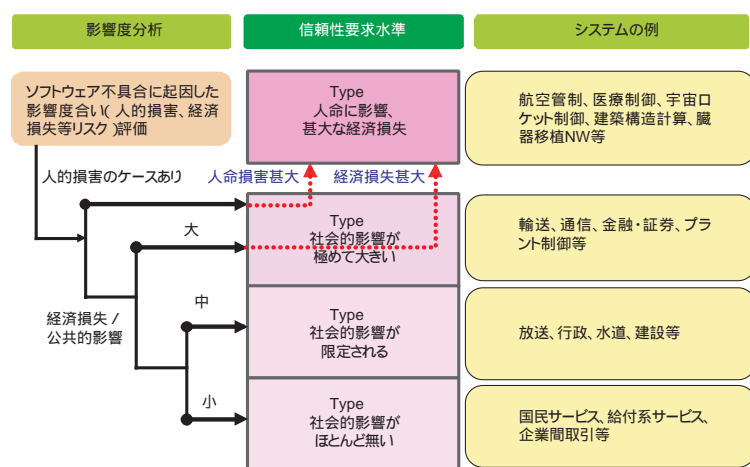 影響度分析
信頼性要求水準
システムの例
ソフトウェア不具合に起因した
影響度合い(人的損害、経済
損失等リスク)評価
Type
人命に影響、
甚大な経済損失
航空管制、医療制御、宇宙ロ
ケット制御、建築構造計算、臓
器移植NW等
人的損害のケースあり
人命損害甚大
経済損失甚大
大
Type
社会的影響が
極めて大きい
輸送、通信、金融・証券、プラ
ント制御等
経済損失/
公共的影響
中
Type
社会的影響が
限定される
放送、行政、水道、建設等
小
Type
社会的影響が
ほとんど無い
国民サービス、給付系サービス、
企業間取引等